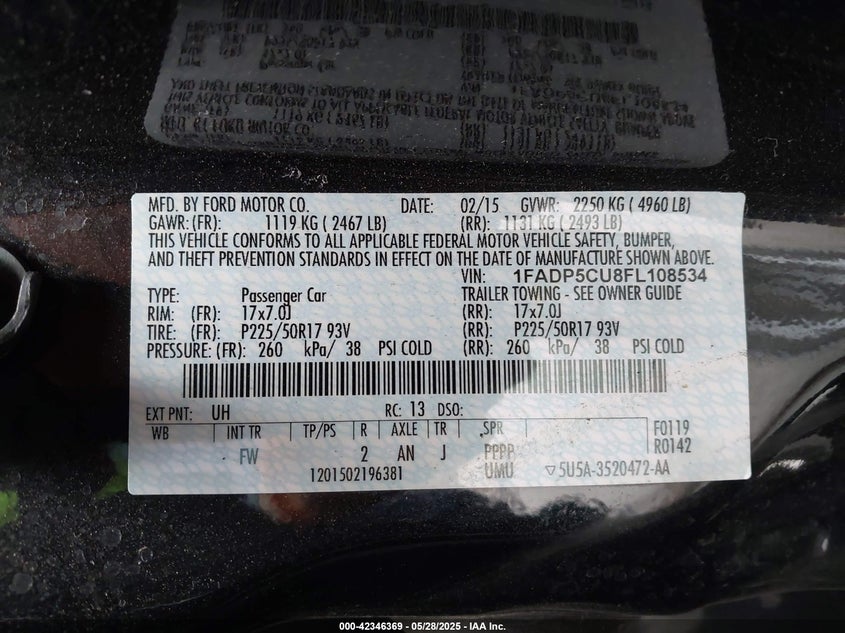 MFD. BY FORD MOTOR CO. DATE: 02/15 GVWR: 2250 KG ( 4960 LB)
GAWR: (FR): 1119 KG ( 2467 LB) (RR): 1131 KG ( 2493 LB)
THIS VEHICLE CONFORMS TO ALL APPLICABLE FEDERAL MOTOR VEHICLE SAFETY, BUMPER,
AND THEFT PREVENTION STANDARDS IN EFFECT ON THE DATE OF MANUFACTURE SHOWN ABOVE.
VIN: 1FADP5CU8FL108534
TYPE: Passenger Car TRAILER TOWING - SEE OWNER GUIDE
RIM: (FR): 17x7.0J (RR): 17x7.0J
TIRE: (FR): P225/50R17 93V (RR): P225/50R17 93V
PRESSURE: (FR): 260 kPa/ 38 PSI COLD (RR): 260 kPa/ 38 PSI COLD
EXT PNT: UH RC: 13 DSO:
WB INT TR TP/PS R AXLE TR SPR F0119
R0142
FW 2 AN J PPPP
1201502196381 UMU ▽5U5A-3520472-AA
000-42346369 - 05/28/2025 - IAA Inc.